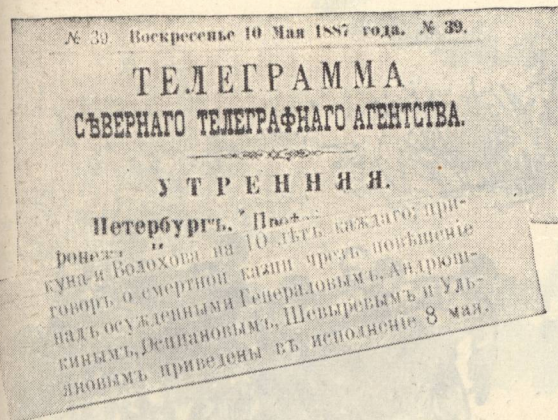 № 39. Воскресенье 10 Мая 1887 года. № 39.
ТЕЛЕГРАММА
СѢВЕРНАГО ТЕЛЕГРАФНАГО АГЕНТСТВА.
УТРЕННЯЯ.
Петербургъ.
куна и Волохова на 10 лѣтъ каждаго; при-
говоръ о смертной казни чрезъ повѣшеніе
надъ осужденными Генераловымъ, Андрюш-
кинымъ, Осипановымъ, Шевыревымъ и Уль-
яновымъ приведены въ исполненіе 8 мая.